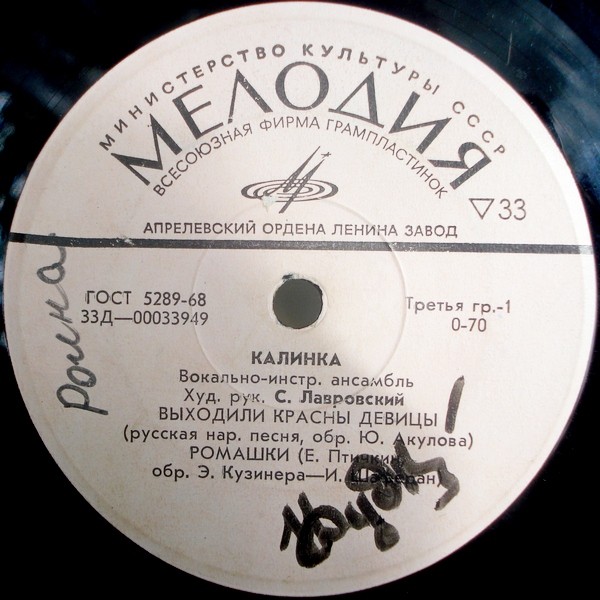 МИНИСТЕРСТВО КУЛЬТУРЫ СССР
МЕЛОДИЯ
ВСЕСОЮЗНАЯ ФИРМА ГРАМПЛАСТИНОК
33
АПРЕЛЕВСКИЙ ОРДЕНА ЛЕНИНА ЗАВОД
ГОСТ 5289-68
33Д—00033949
Третья гр.-1
0-70
КАЛИНКА
Вокально-инстр. ансамбль
Худ. рук. С. Лавровский
ВЫХОДИЛИ КРАСНЫ ДЕВИЦЫ
(русская нар. песня, обр. Ю. Акулова)
РОМАШКИ (Е. Птичкин,
обр. Э. Кузинера—И. Шаферан)